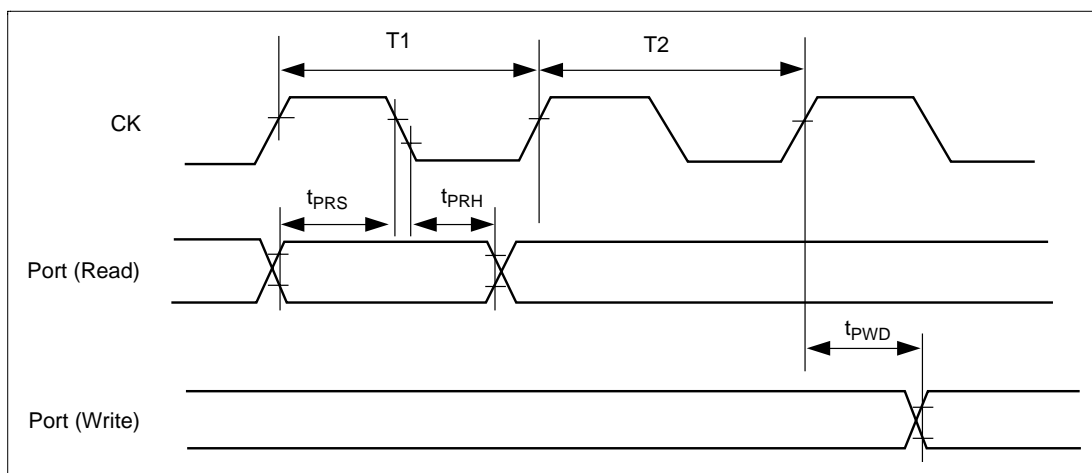 T1
T2
CK
tPRS
tPRH
Port (Read)
tPWD
Port (Write)